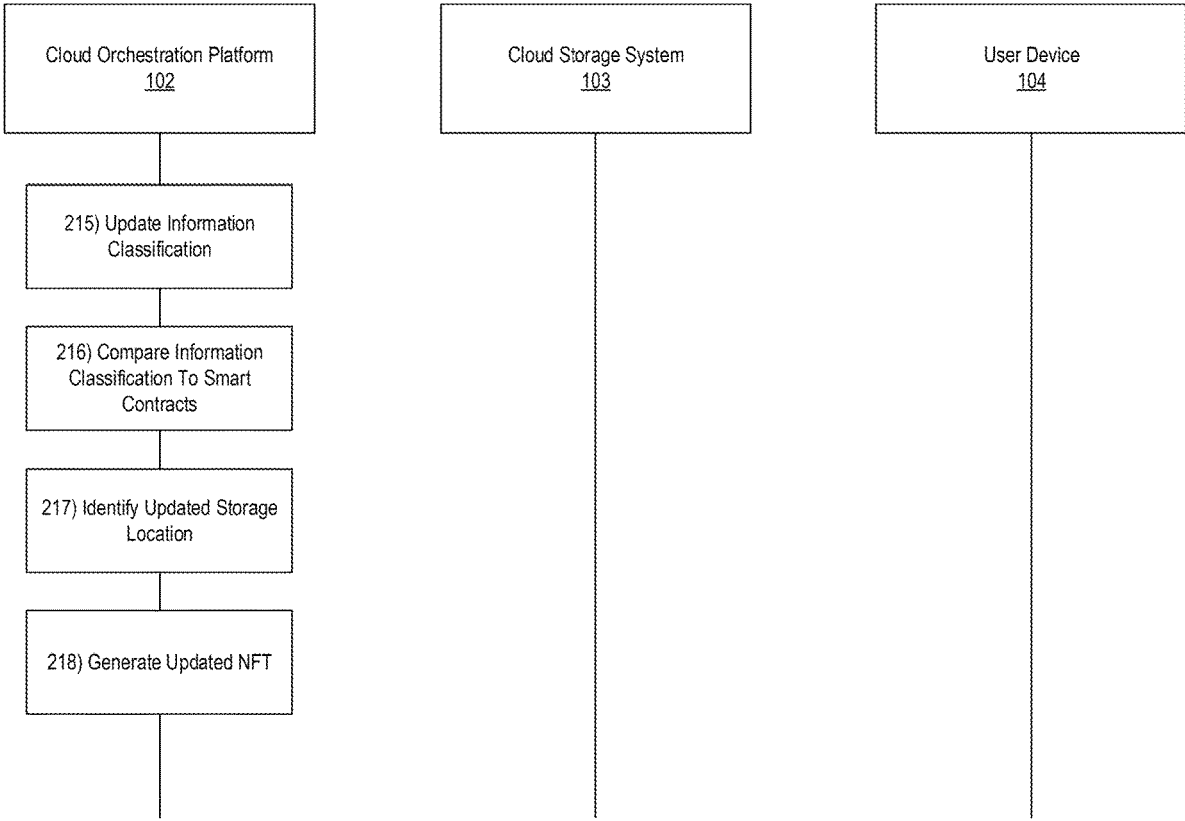 Cloud Orchestration Platform
102
Cloud Storage System
103
User Device
104
215) Update Information
Classification
216) Compare Information
Classification To Smart
Contracts
217) Identify Updated Storage
Location
218) Generate Updated NFT